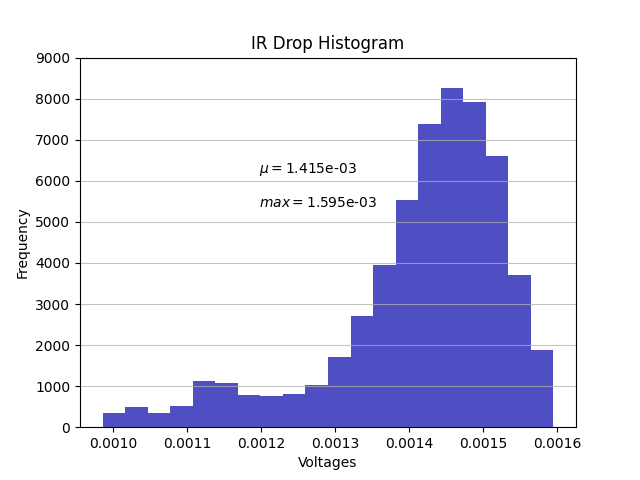 IR Drop Histogram
9000
8000
7000
6000
5000
4000
3000
2000
1000
0
Frequency
μ = 1.415e-03
max = 1.595e-03
0.0010 0.0011 0.0012 0.0013 0.0014 0.0015 0.0016
Voltages